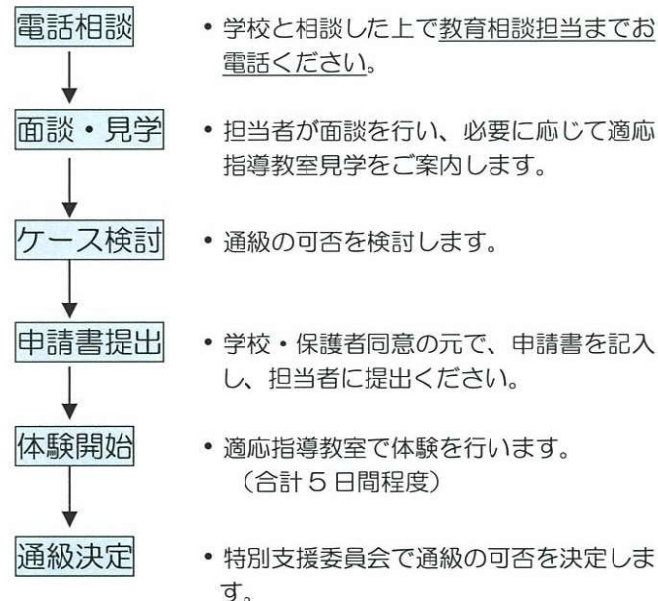 電話相談
・学校と相談した上で教育相談担当までお
電話ください。
面談・見学
・担当者が面談を行い、必要に応じて適応
指導教室見学をご案内します。
ケース検討
・通級の可否を検討します。
申請書提出
・学校・保護者同意の元で、申請書を記入
し、担当者に提出ください。
体験開始
・適応指導教室で体験を行います。
（合計５日間程度）
通級決定
・特別支援委員会で通級の可否を決定しま
す。